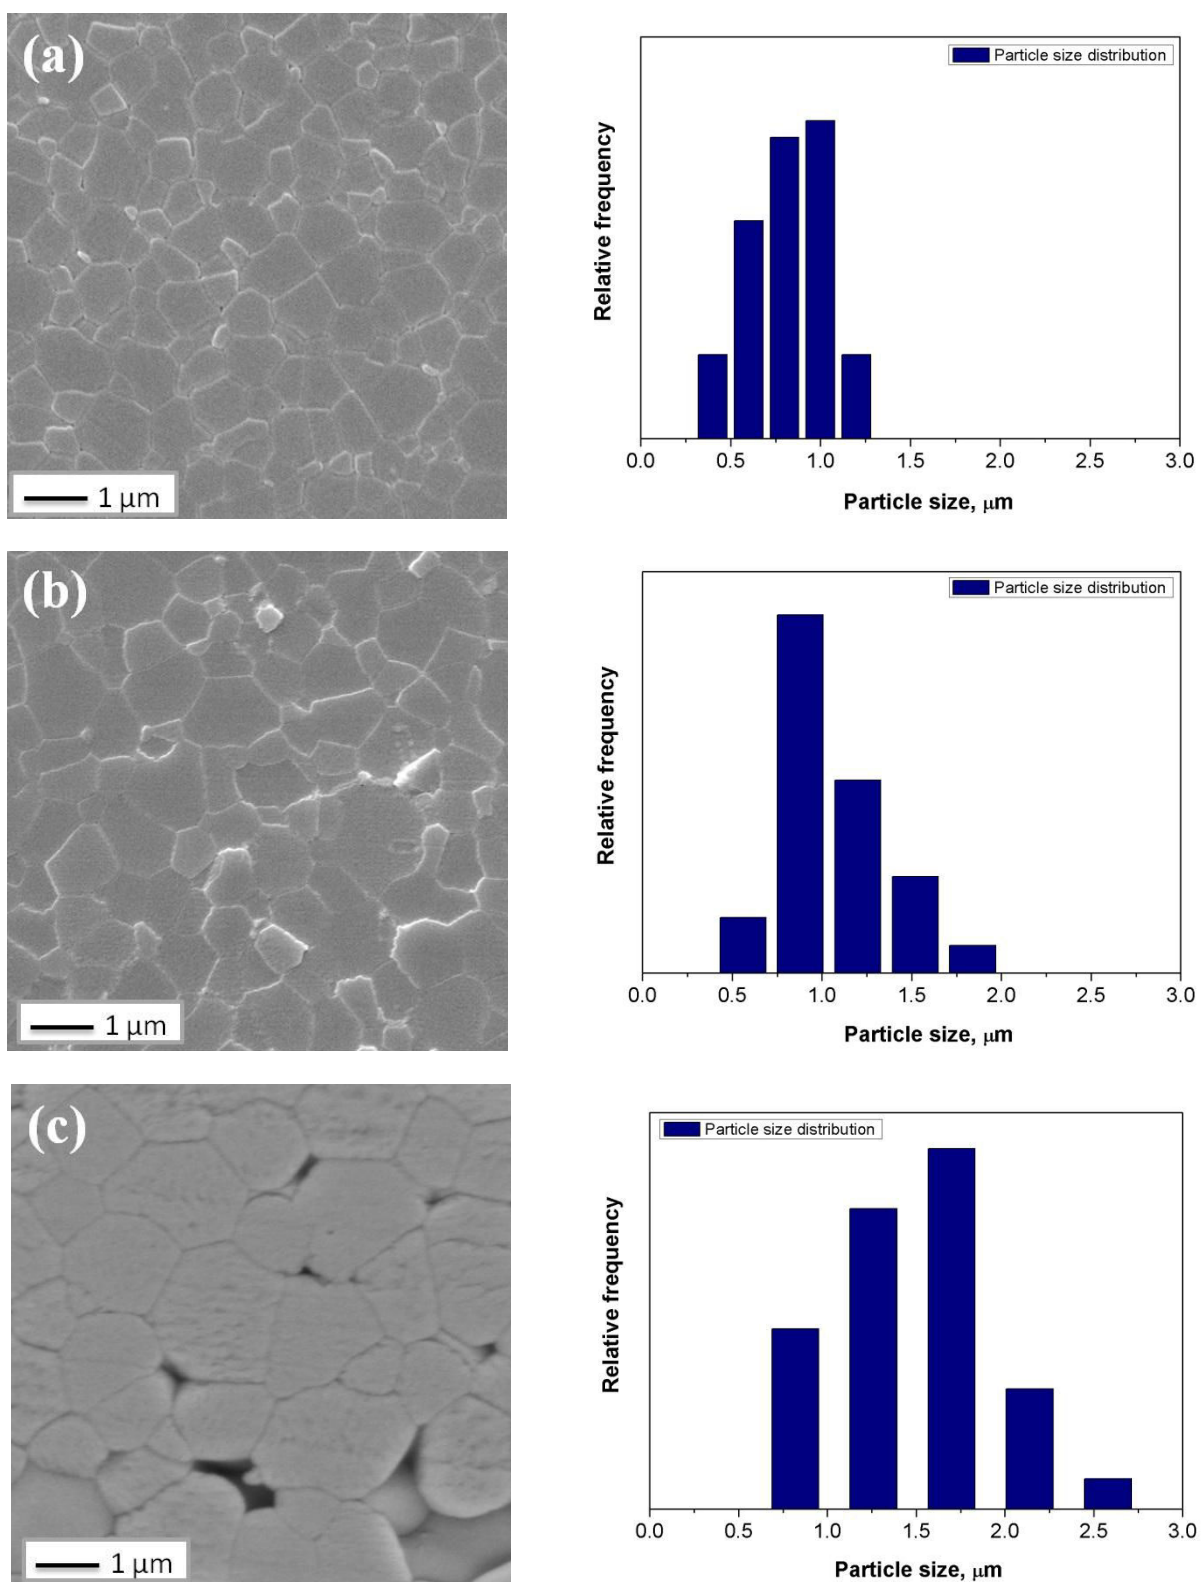 (a)
1 μm
Particle size distribution
Relative frequency
0.0 0.5 1.0 1.5 2.0 2.5 3.0
Particle size, μm
(b)
1 μm
Particle size distribution
Relative frequency
0.0 0.5 1.0 1.5 2.0 2.5 3.0
Particle size, μm
(c)
1 μm
Particle size distribution
Relative frequency
0.0 0.5 1.0 1.5 2.0 2.5 3.0
Particle size, μm